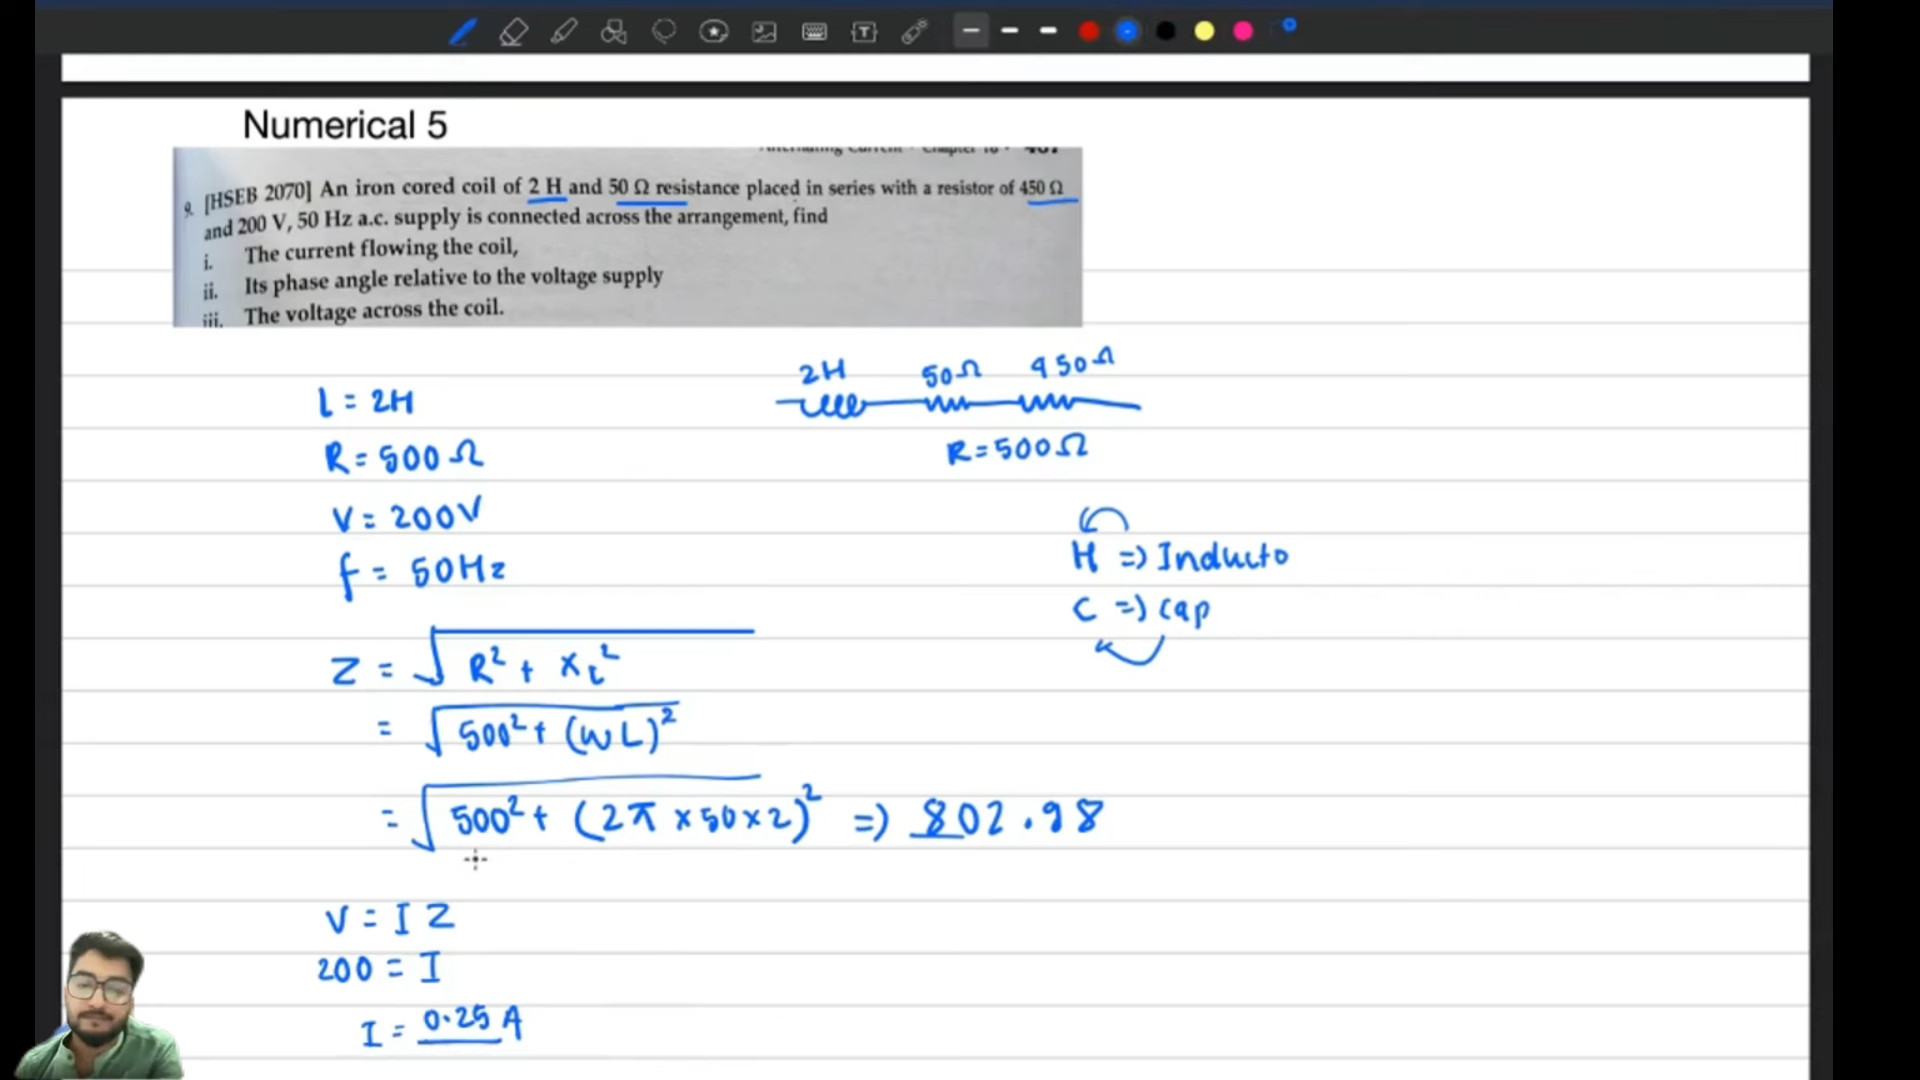 Numerical 5
9. [HSEB 2070] An iron cored coil of 2 H and 50 Ω resistance placed in series with a resistor of 450 Ω
and 200 V, 50 Hz a.c. supply is connected across the arrangement, find
i. The current flowing the coil,
ii. Its phase angle relative to the voltage supply
iii. The voltage across the coil.
2H 50Ω 450Ω
L = 2H
R = 500 Ω
R = 500 Ω
V = 200V
f = 50Hz
H => Inducto
C => cap
Z = √R² + X_L²
= √500² + (WL)²
= √500² + (2π × 50 × 2)² => 802.98
V = I Z
200 = I
I = 0.25 A